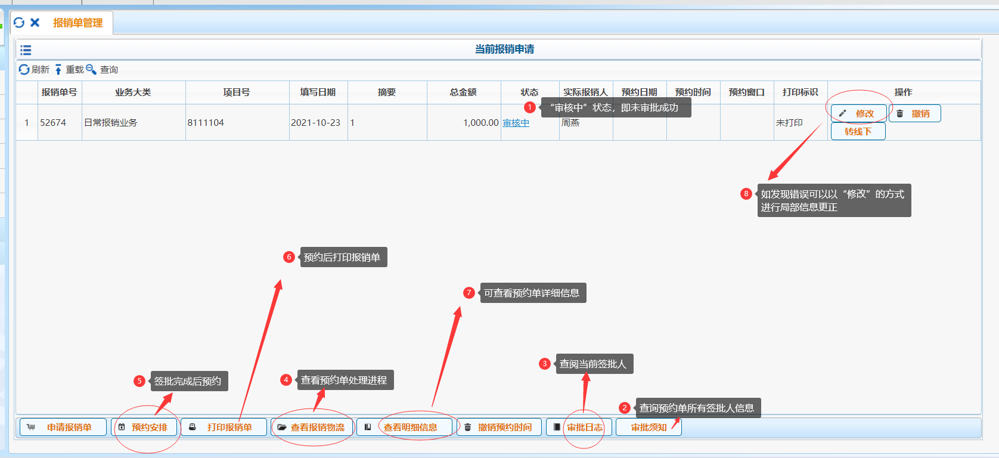 报销单管理
当前报销申请
刷新 重载 查询
报销单号 业务大类 项目号 填写日期 摘要 总金额 状态 实际报销人 预约日期 预约时间 预约窗口 打印标识 操作
1 “审核中”状态，即未审批成功
1 52674 日常报销业务 8111104 2021-10-23 1 1,000.00 审核中 周燕 未打印 修改 撤销
转线下
8 如发现错误可以以“修改”的方式
进行局部信息更正
6 预约后打印报销单
7 可查看预约单详细信息
3 查阅当前签批人
5 签批完成后预约
4 查看预约单处理进程
2 查询预约单所有签批人信息
申请报销单 预约安排 打印报销单 查看报销物流 查看明细信息 撤销预约时间 审批日志 审批须知